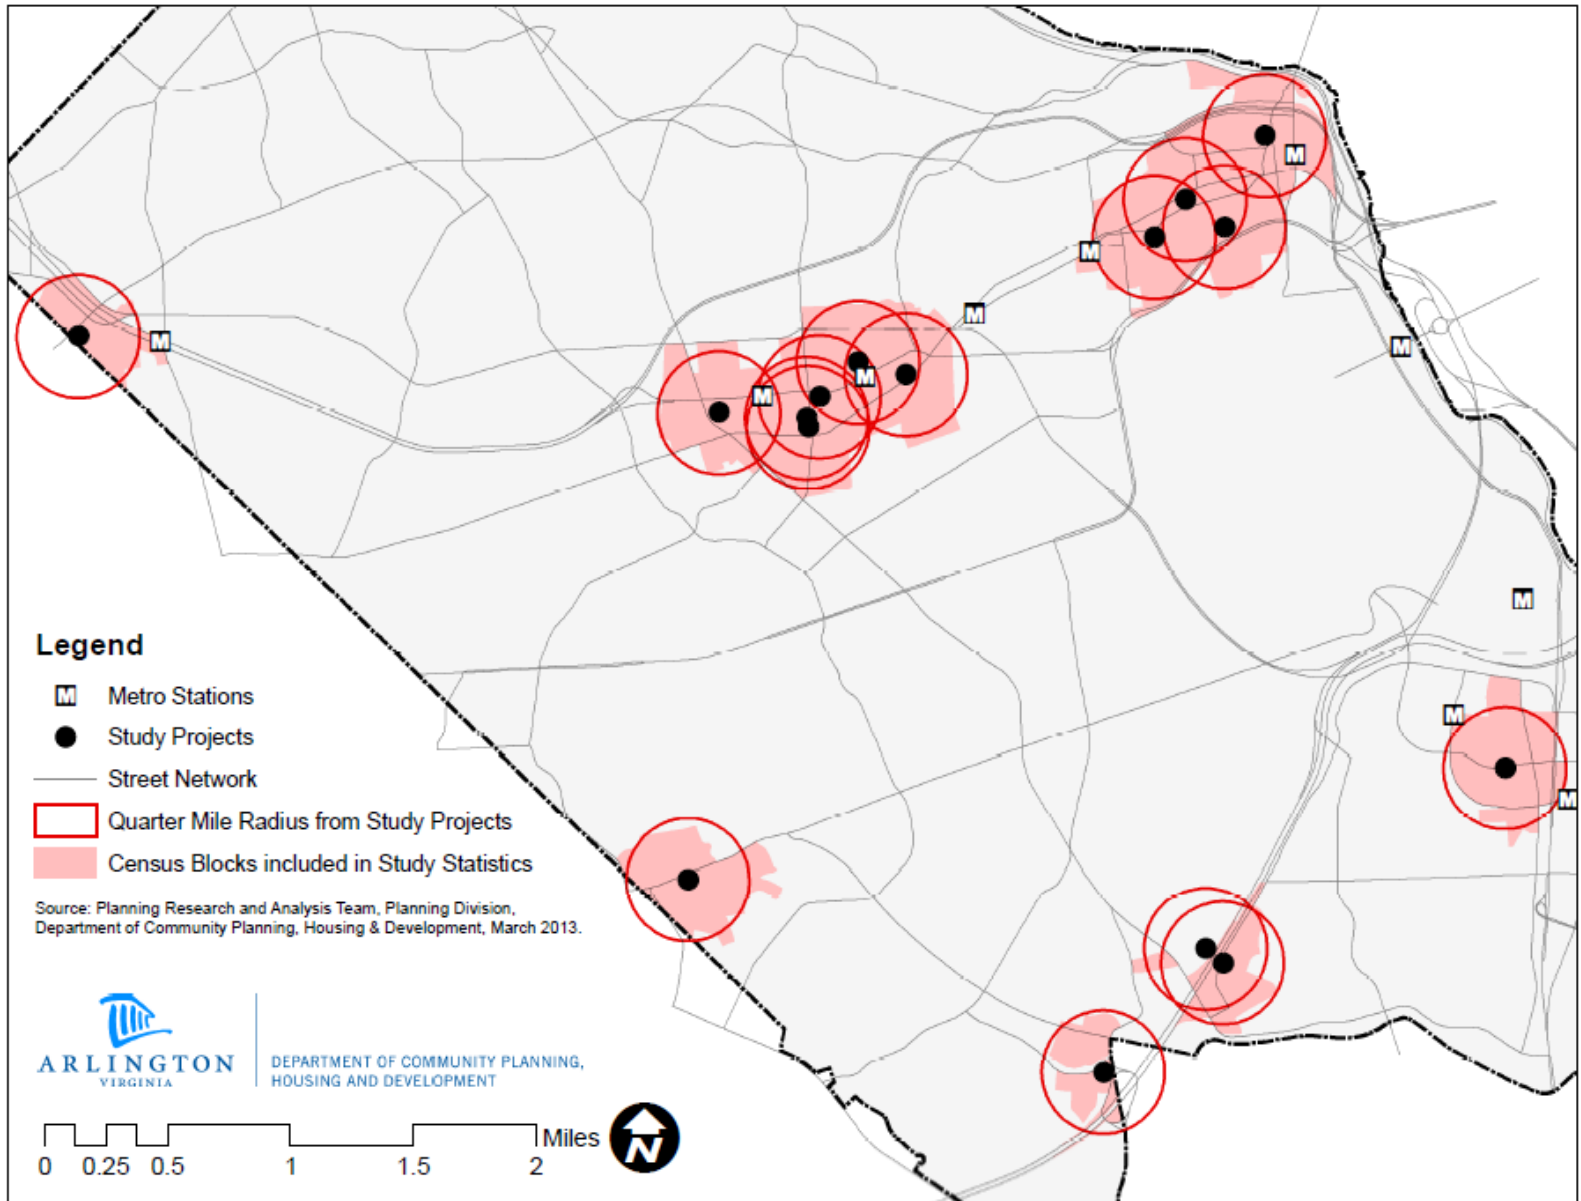 M
M
M
M
M
M
M
M
M
M
Legend
M Metro Stations
Study Projects
Street Network
Quarter Mile Radius from Study Projects
Census Blocks included in Study Statistics
Source: Planning Research and Analysis Team, Planning Division,
Department of Community Planning, Housing & Development, March 2013.
ARLINGTON
VIRGINIA
DEPARTMENT OF COMMUNITY PLANNING,
HOUSING AND DEVELOPMENT
0 0.25 0.5 1 1.5 2 Miles
N